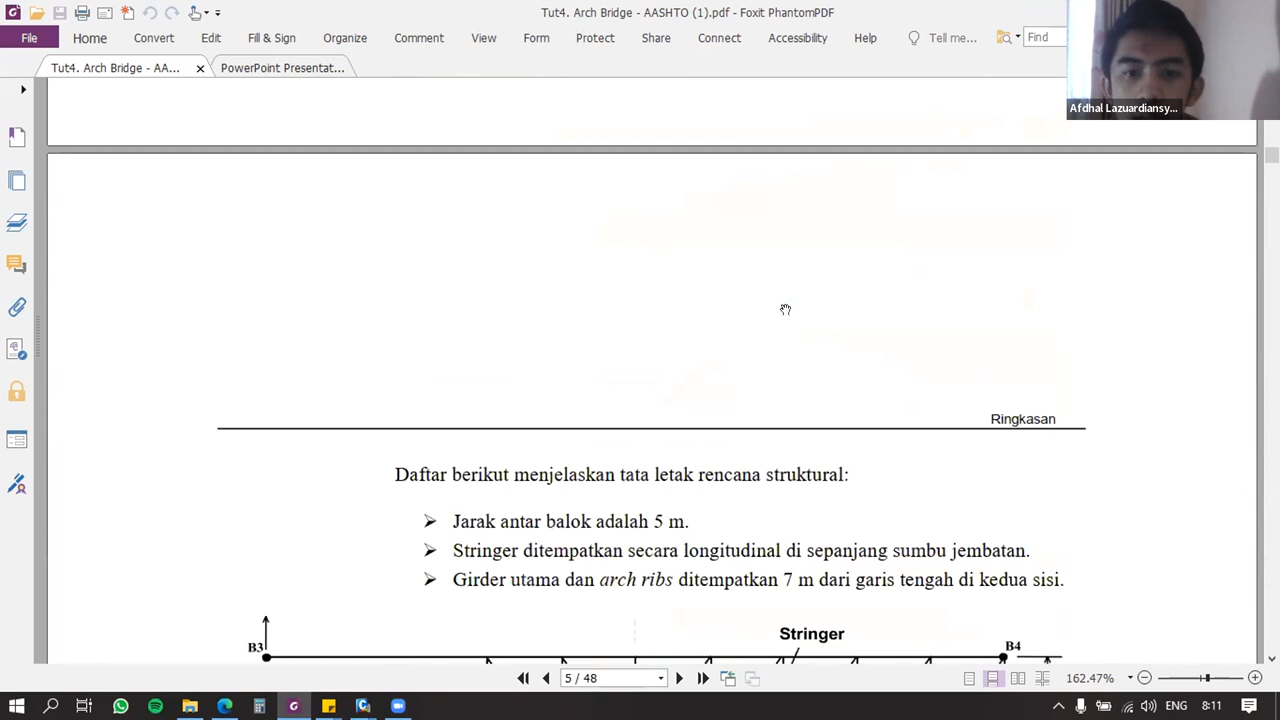 Tut4. Arch Bridge - AASHTO (1).pdf - Foxit PhantomPDF
File Home Convert Edit Fill & Sign Organize Comment View Form Protect Share Connect Accessibility Help Tell me... Find
Tut4. Arch Bridge - AA... PowerPoint Presentat...
Afdhal Lazuardiansy...
Ringkasan
Daftar berikut menjelaskan tata letak rencana struktural:
Jarak antar balok adalah 5 m.
Stringer ditempatkan secara longitudinal di sepanjang sumbu jembatan.
Girder utama dan arch ribs ditempatkan 7 m dari garis tengah di kedua sisi.
Stringer
B3 B4
5 / 48 162.47%
ENG 8:11